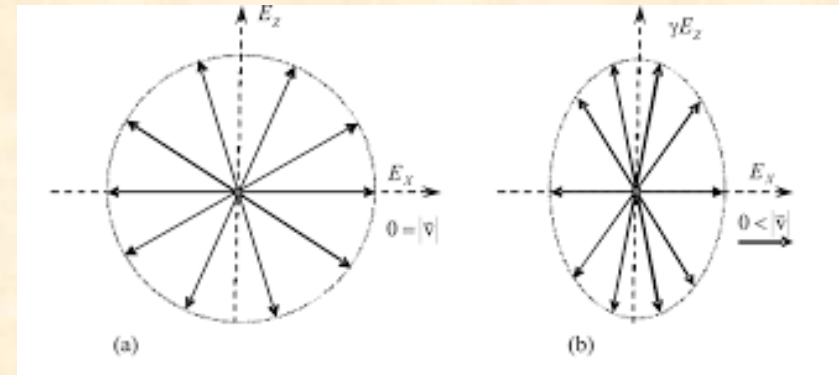 E_Z
E_X
0 = |v̄|
(a)
γE_Z
E_X
0 < |v̄|
(b)